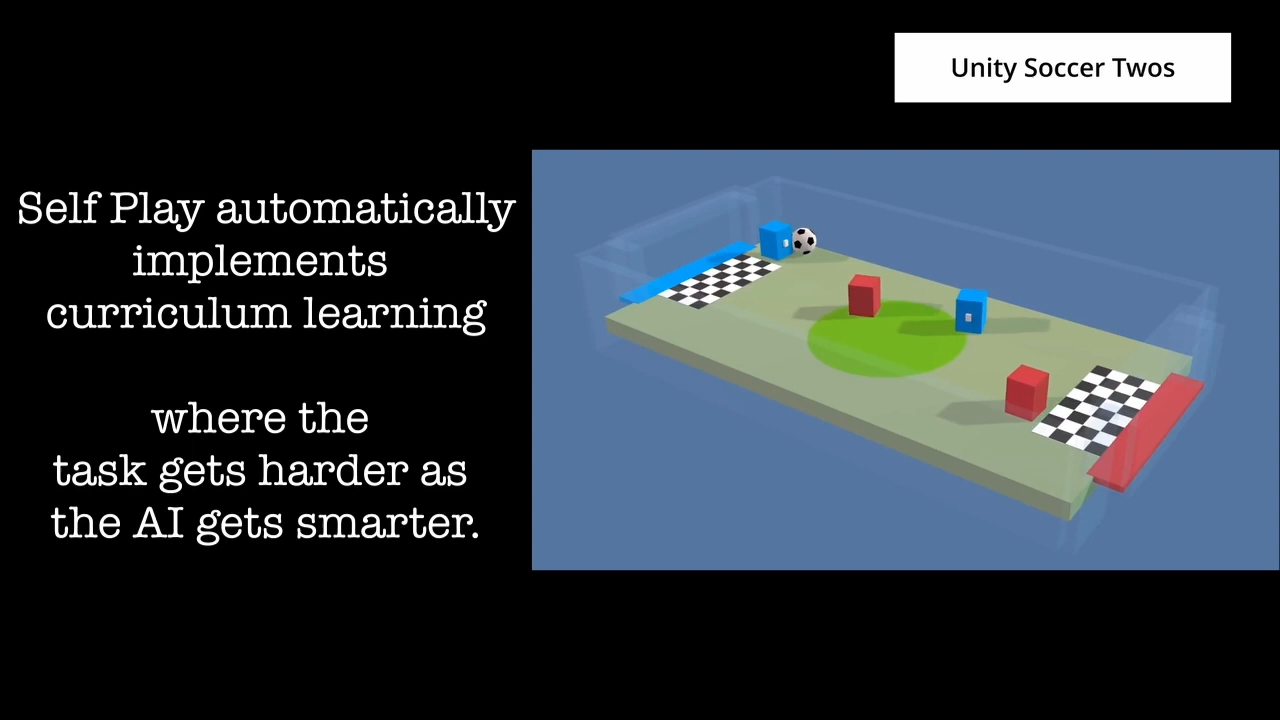 Unity Soccer Twos
Self Play automatically
implements
curriculum learning
where the
task gets harder as
the AI gets smarter.